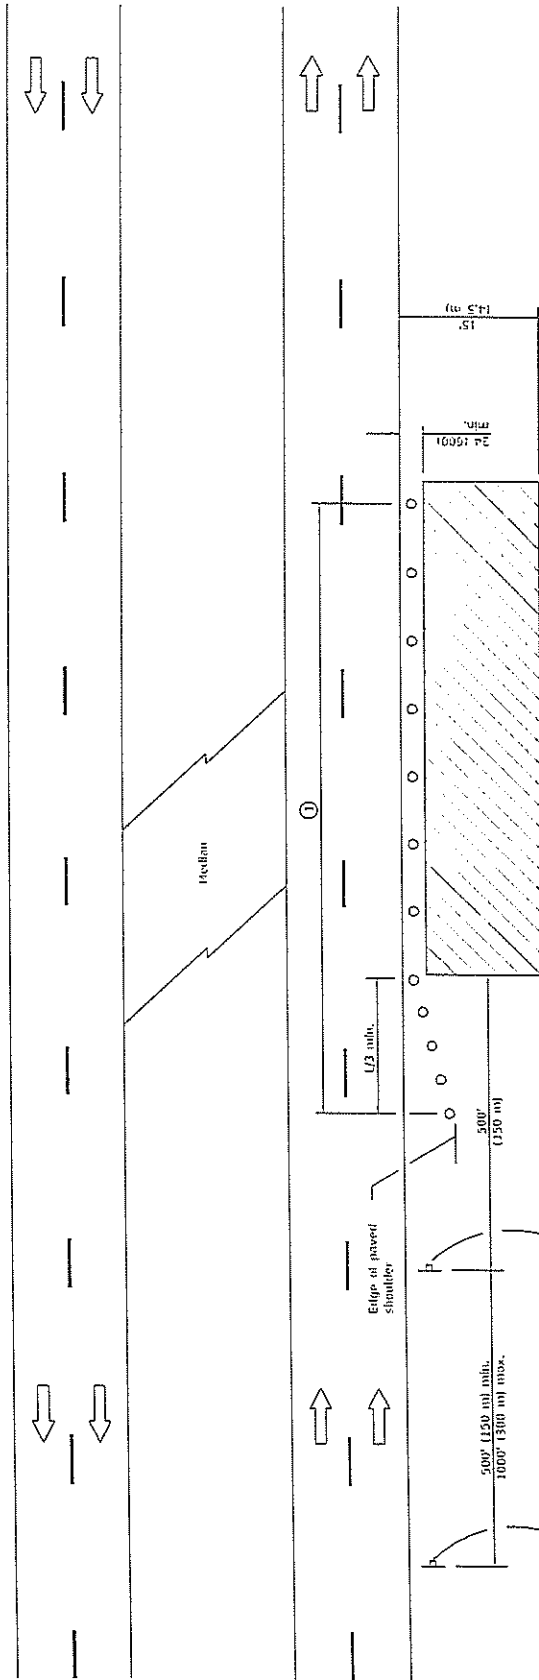 15'
(4.5 m)
24 (600)
min.
Median
1
L/3 min.
500'
(150 m)
Edge of paved
shoulder
500' (150 m) min.
1000' (300 m) max.